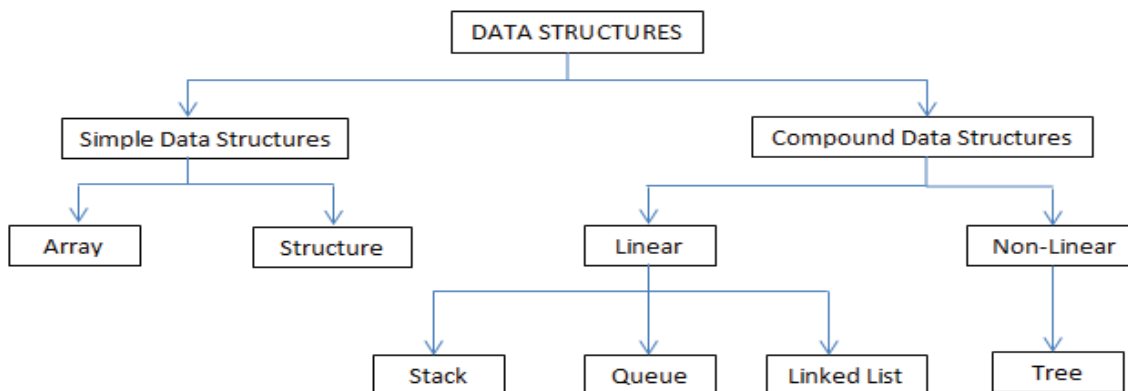 DATA STRUCTURES
Simple Data Structures
Compound Data Structures
Array
Structure
Linear
Non-Linear
Stack
Queue
Linked List
Tree